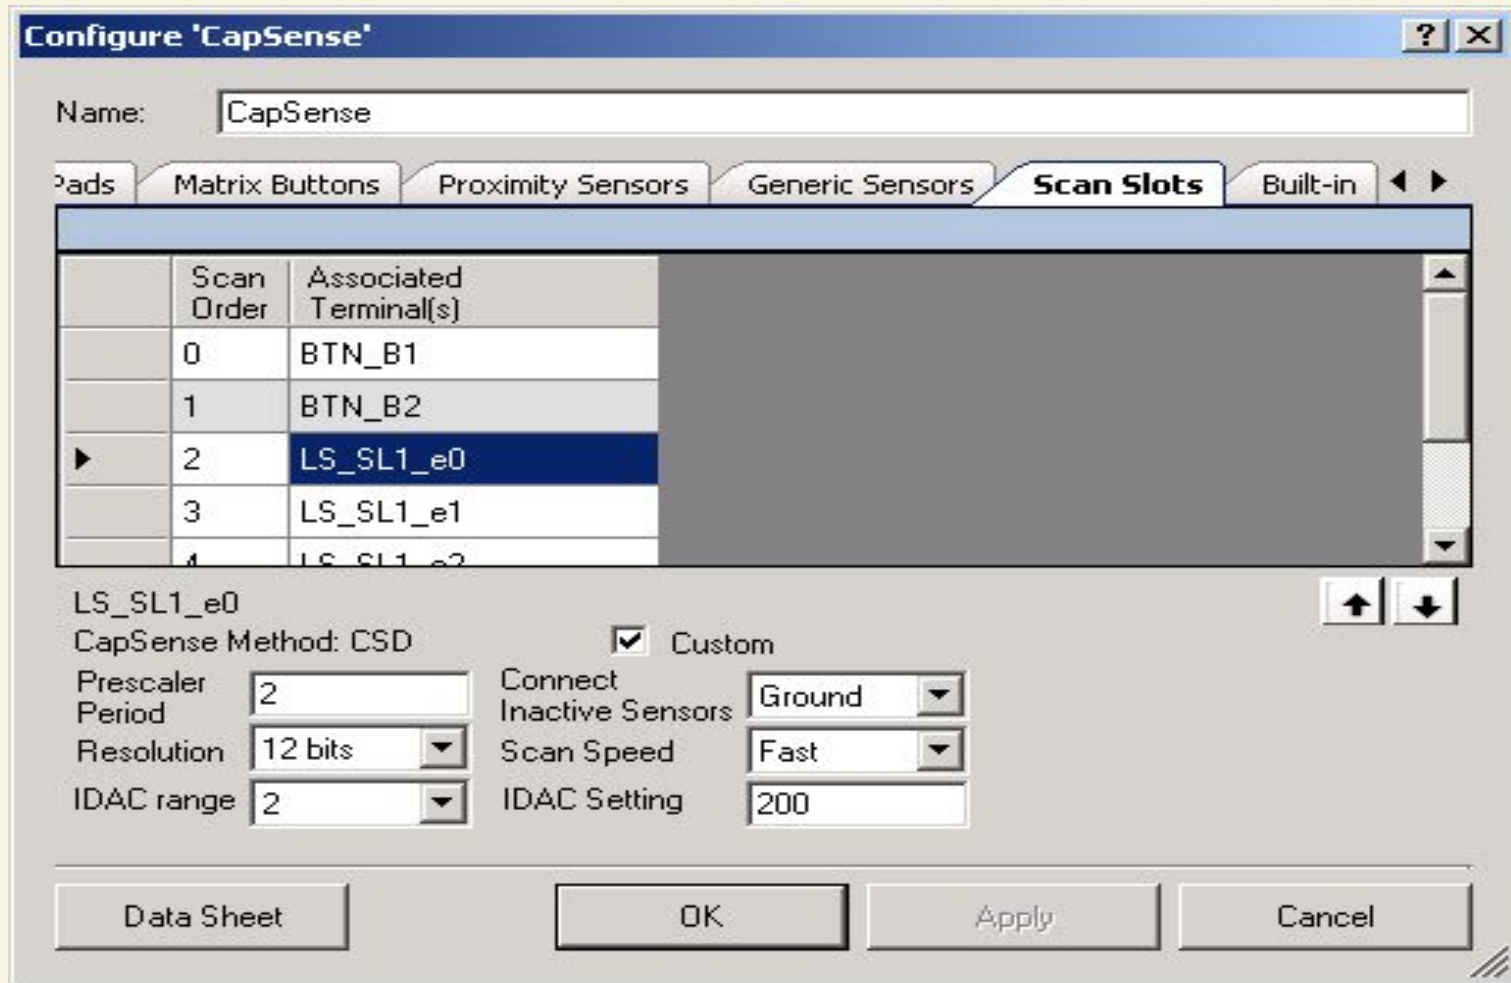 Configure 'CapSense'
Name: CapSense
Pads Matrix Buttons Proximity Sensors Generic Sensors Scan Slots Built-in
Scan Order Associated Terminal(s)
0 BTN_B1
1 BTN_B2
2 LS_SL1_e0
3 LS_SL1_e1
4 LS_SL1_e2
LS_SL1_e0
CapSense Method: CSD Custom
Prescaler Period 2 Connect Inactive Sensors Ground
Resolution 12 bits Scan Speed Fast
IDAC range 2 IDAC Setting 200
Data Sheet OK Apply Cancel